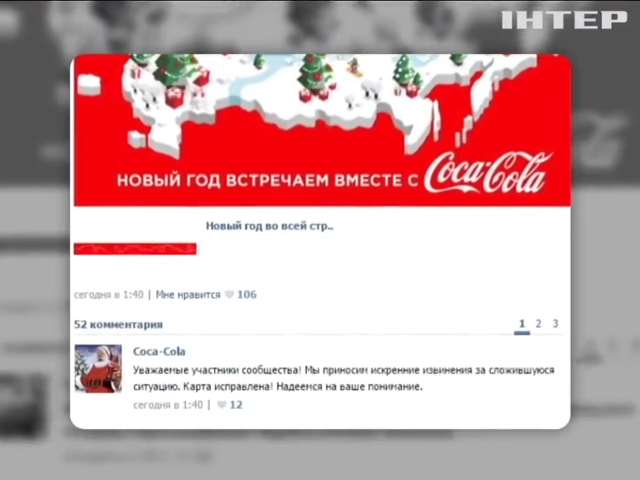 ІНТЕР
НОВЫЙ ГОД ВСТРЕЧАЕМ ВМЕСТЕ С Coca-Cola
Новый год во всей стр..
сегодня в 1:40 | Мне нравится 106
52 комментария 1 2 3
Coca-Cola
Уважаемые участники сообщества! Мы приносим искренние извинения за сложившуюся
ситуацию. Карта исправлена! Надеемся на ваше понимание.
сегодня в 1:40 | 12